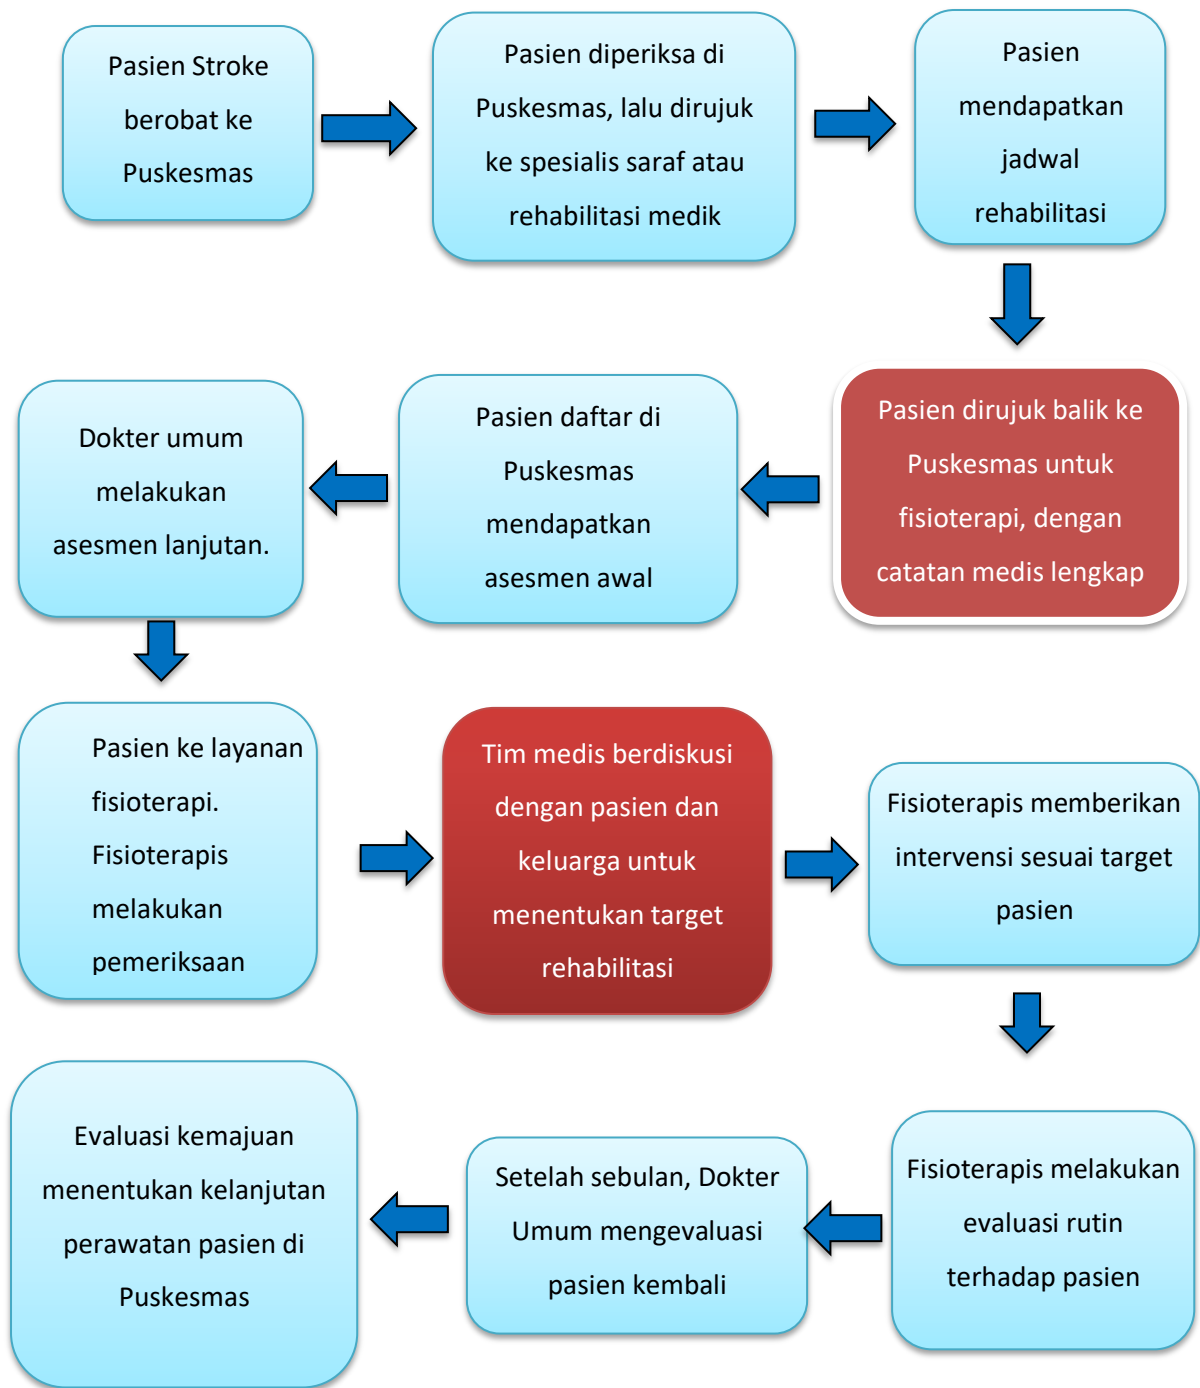 Pasien Stroke
berobat ke
Puskesmas
Pasien diperiksa di
Puskesmas, lalu dirujuk
ke spesialis saraf atau
rehabilitasi medik
Pasien
mendapatkan
jadwal
rehabilitasi
Pasien dirujuk balik ke
Puskesmas untuk
fisioterapi, dengan
catatan medis lengkap
Pasien daftar di
Puskesmas
mendapatkan
asesmen awal
Dokter umum
melakukan
asesmen lanjutan.
Pasien ke layanan
fisioterapi.
Fisioterapis
melakukan
pemeriksaan
Tim medis berdiskusi
dengan pasien dan
keluarga untuk
menentukan target
rehabilitasi
Fisioterapis memberikan
intervensi sesuai target
pasien
Fisioterapis melakukan
evaluasi rutin
terhadap pasien
Setelah sebulan, Dokter
Umum mengevaluasi
pasien kembali
Evaluasi kemajuan
menentukan kelanjutan
perawatan pasien di
Puskesmas